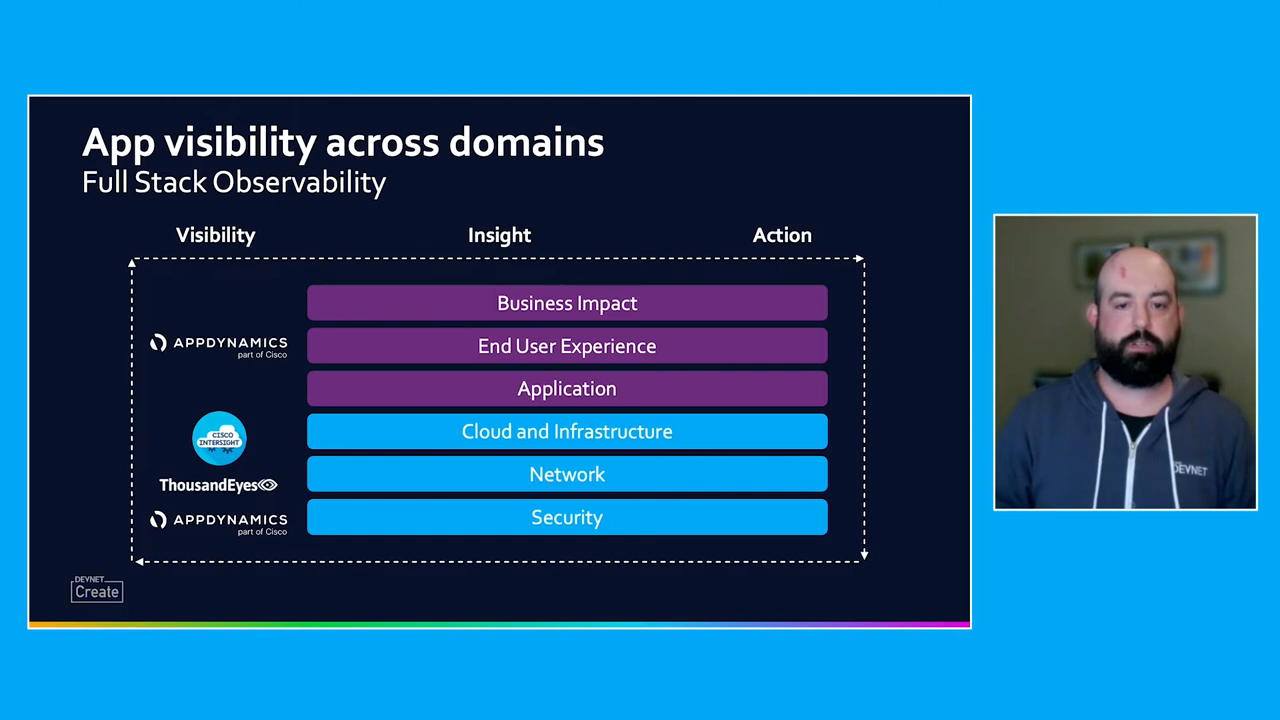 App visibility across domains
Full Stack Observability
Visibility
Insight
Action
Business Impact
APPDYNAMICS
part of Cisco
End User Experience
Application
CISCO
INTERSIGHT
Cloud and Infrastructure
ThousandEyes
Network
APPDYNAMICS
part of Cisco
Security
DEVNET
Create
DEVNET